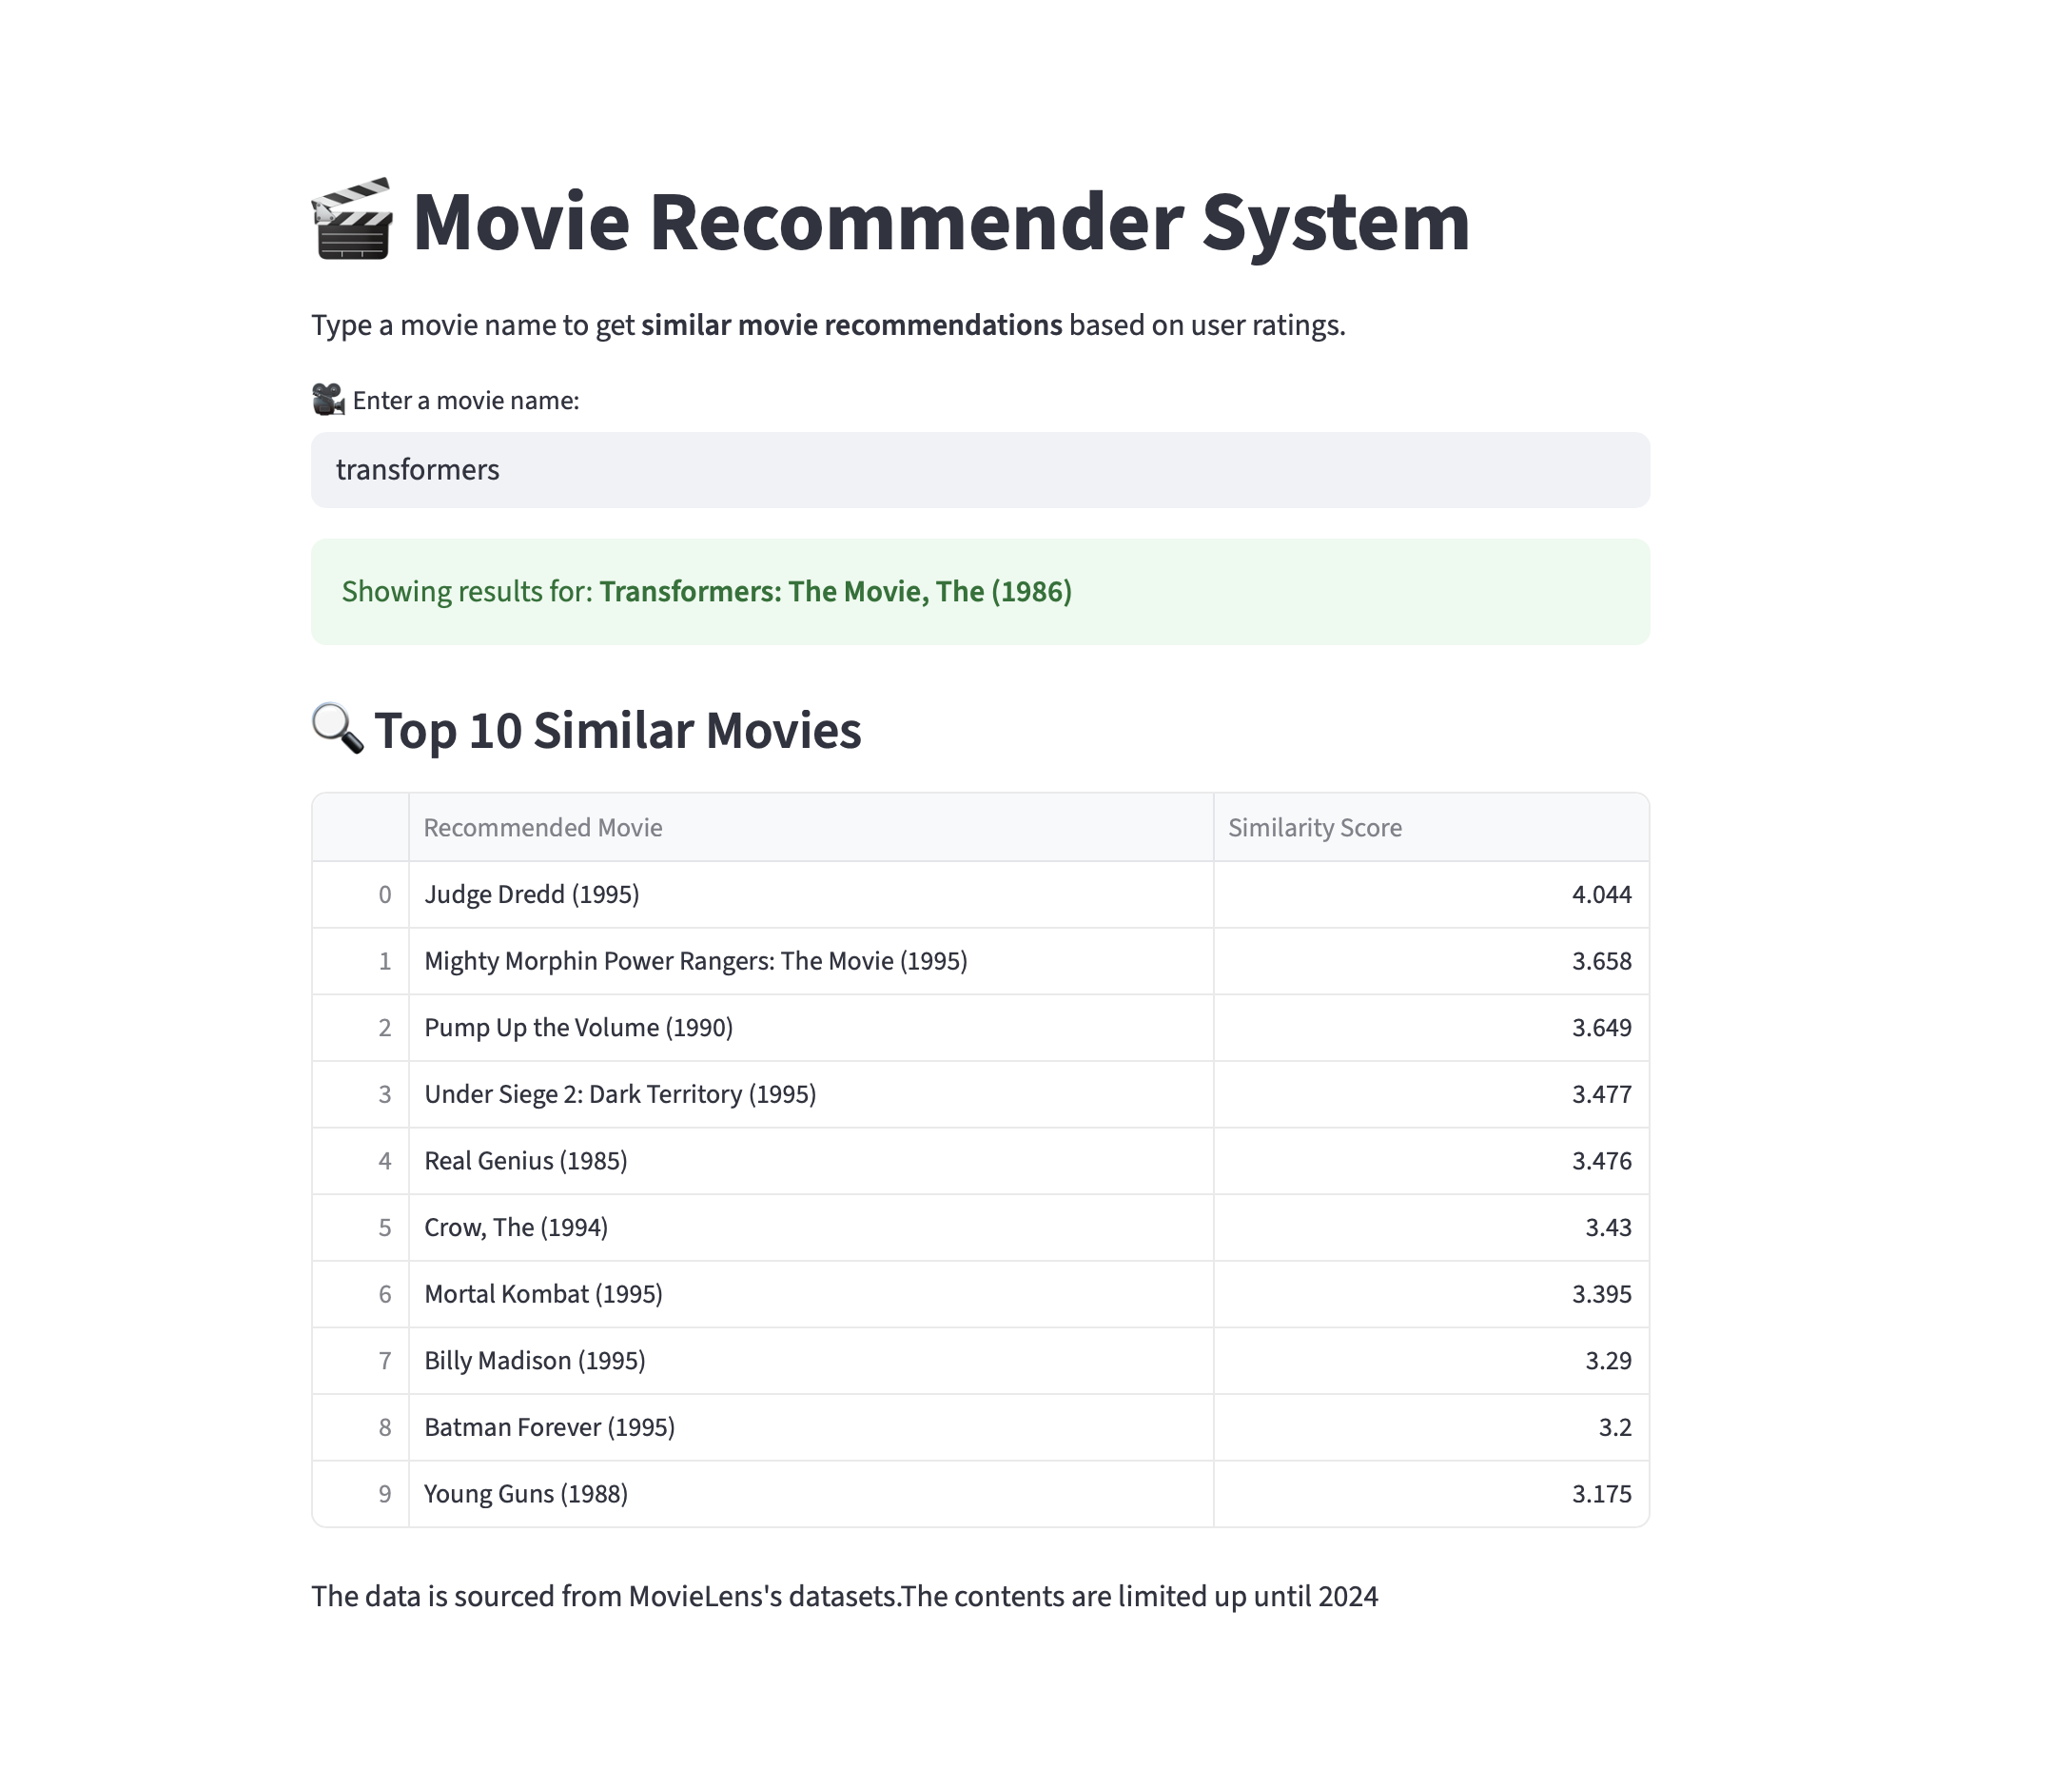 🎬 Movie Recommender System
Type a movie name to get similar movie recommendations based on user ratings.
🎥 Enter a movie name:
transformers
Showing results for: Transformers: The Movie, The (1986)
🔍 Top 10 Similar Movies
Recommended Movie Similarity Score
0 Judge Dredd (1995) 4.044
1 Mighty Morphin Power Rangers: The Movie (1995) 3.658
2 Pump Up the Volume (1990) 3.649
3 Under Siege 2: Dark Territory (1995) 3.477
4 Real Genius (1985) 3.476
5 Crow, The (1994) 3.43
6 Mortal Kombat (1995) 3.395
7 Billy Madison (1995) 3.29
8 Batman Forever (1995) 3.2
9 Young Guns (1988) 3.175
The data is sourced from MovieLens's datasets.The contents are limited up until 2024